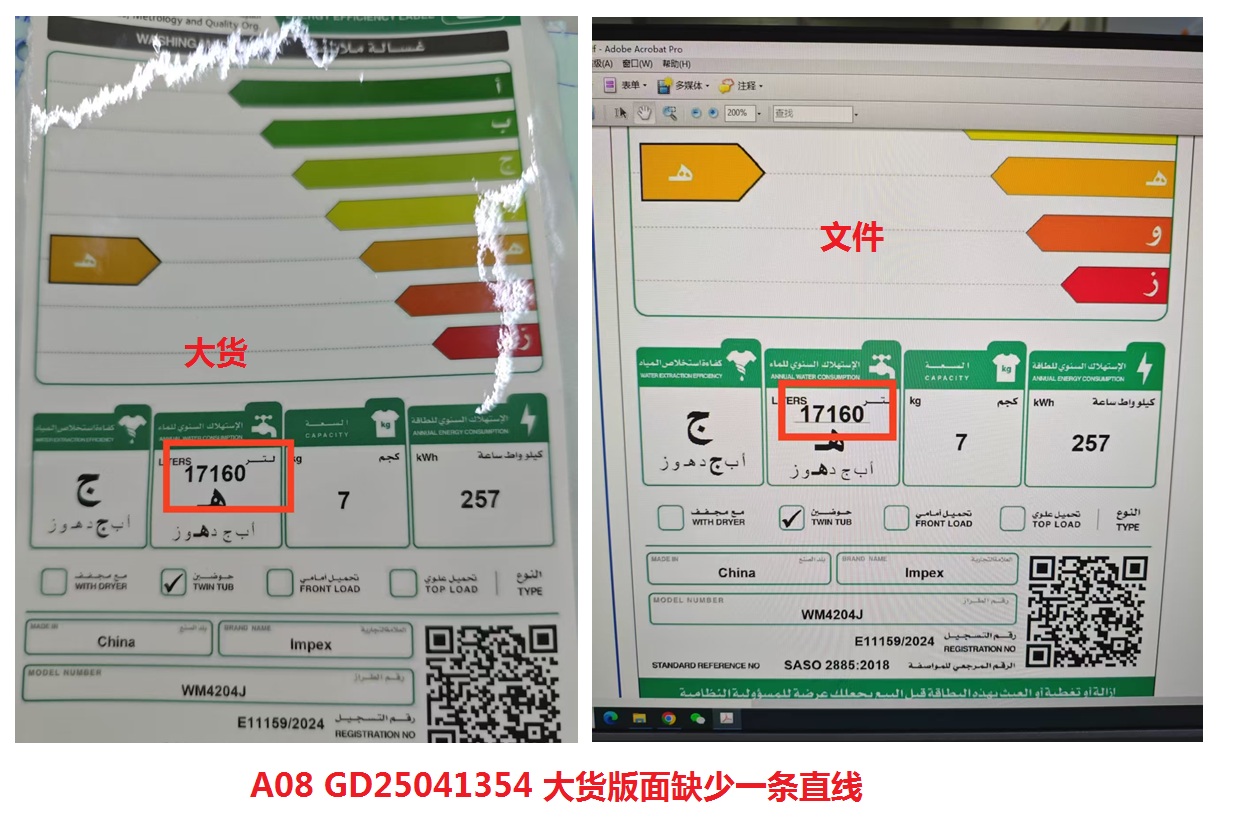 , Metrology and Quality Org
ENERGY EFFICIENCY LABEL
WASHING
غسالة ملا
أ
ب
ج
هـ
هـ
و
ز
大货
كفاءة استخلاص المياه
WATER EXTRACTION EFFICIENCY
الإستهلاك السنوي للماء
ANNUAL WATER CONSUMPTION
السعة
CAPACITY
kg
الإستهلاك السنوي للطاقة
ANNUAL ENERGY CONSUMPTION
ج
أ ب ج د هـ و ز
LITERS
لتر
17160
هـ
أ ب ج د هـ و ز
kg
كجم
7
kWh
كيلو واط ساعة
257
مع مجفف
WITH DRYER
حوضين
TWIN TUB
تحميل أمامي
FRONT LOAD
تحميل علوي
TOP LOAD
النوع
TYPE
MADE IN
بلد الصنع
China
BRAND NAME
العلامة التجارية
Impex
MODEL NUMBER
رقم الطراز
WM4204J
E11159/2024
رقم التسجيل
REGISTRATION NO
f - Adobe Acrobat Pro
级(A) 窗口(W) 帮助(H)
表单 多媒体 注释
200% 查找
هـ
هـ
و
ز
文件
كفاءة استخلاص المياه
WATER EXTRACTION EFFICIENCY
الإستهلاك السنوي للماء
ANNUAL WATER CONSUMPTION
السعة
CAPACITY
kg
الإستهلاك السنوي للطاقة
ANNUAL ENERGY CONSUMPTION
ج
أ ب ج د هـ و ز
لتر
17160
هـ
أ ب ج د هـ و ز
kg
كجم
7
kWh
كيلو واط ساعة
257
مع مجفف
WITH DRYER
حوضين
TWIN TUB
تحميل أمامي
FRONT LOAD
تحميل علوي
TOP LOAD
النوع
TYPE
MADE IN
بلد الصنع
China
BRAND NAME
العلامة التجارية
Impex
MODEL NUMBER
رقم الطراز
WM4204J
E11159/2024
رقم التسجيل
REGISTRATION NO
STANDARD REFERENCE NO
SASO 2885:2018
الرقم المرجعي للمواصفة
إزالة أو تغطية أو العبث بهذه البطاقة قبل البيع يجعلك عرضة للمسؤولية النظامية
A08 GD25041354 大货版面缺少一条直线